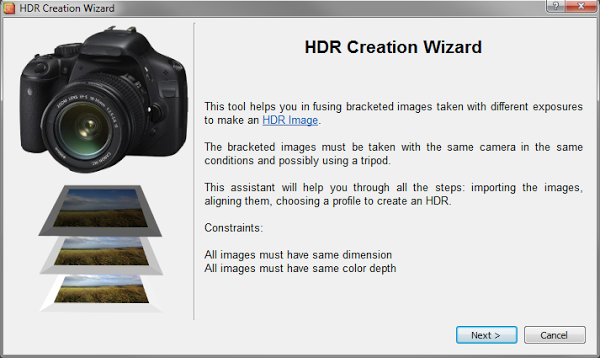 HDR Creation Wizard
HDR Creation Wizard
This tool helps you in fusing bracketed images taken with different exposures
to make an HDR Image.
The bracketed images must be taken with the same camera in the same
conditions and possibly using a tripod.
This assistant will help you through all the steps: importing the images,
aligning them, choosing a profile to create an HDR.
Constraints:
All images must have same dimension
All images must have same color depth
Next >
Cancel